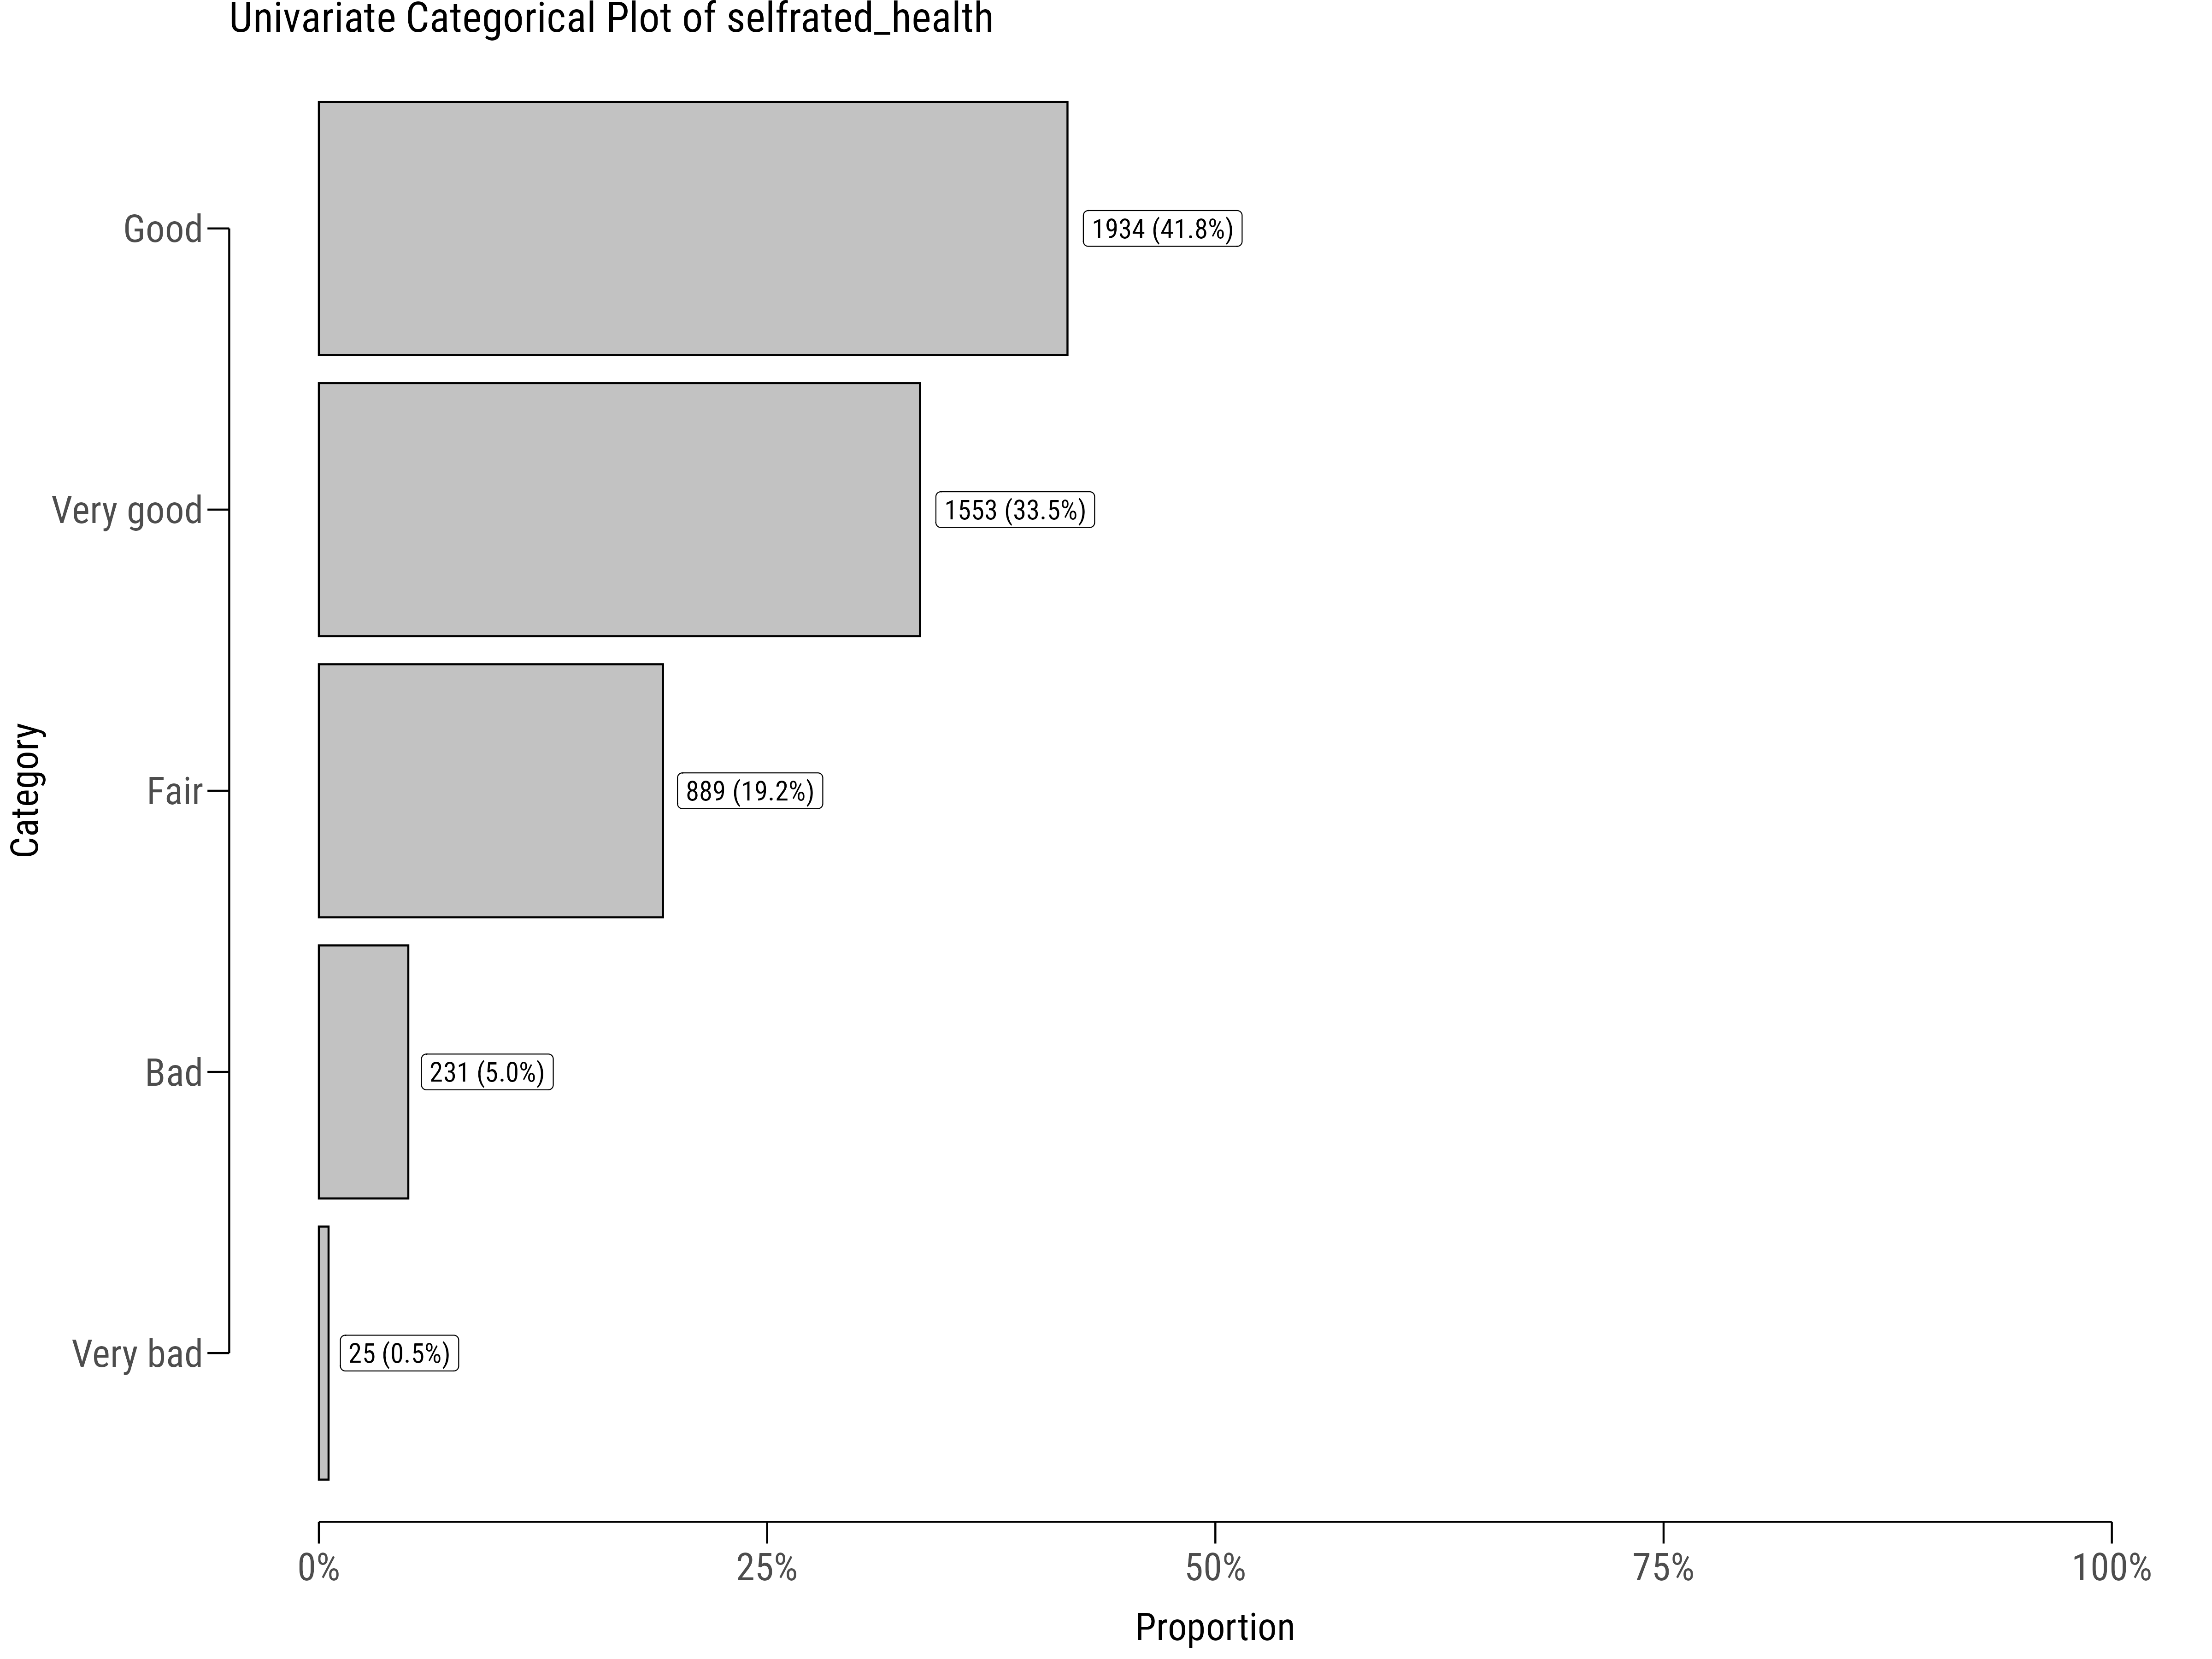 Univariate Categorical Plot of selfrated_health
Category
Good
1934 (41.8%)
Very good
1553 (33.5%)
Fair
889 (19.2%)
Bad
231 (5.0%)
Very bad
25 (0.5%)
0%
25%
50%
75%
100%
Proportion